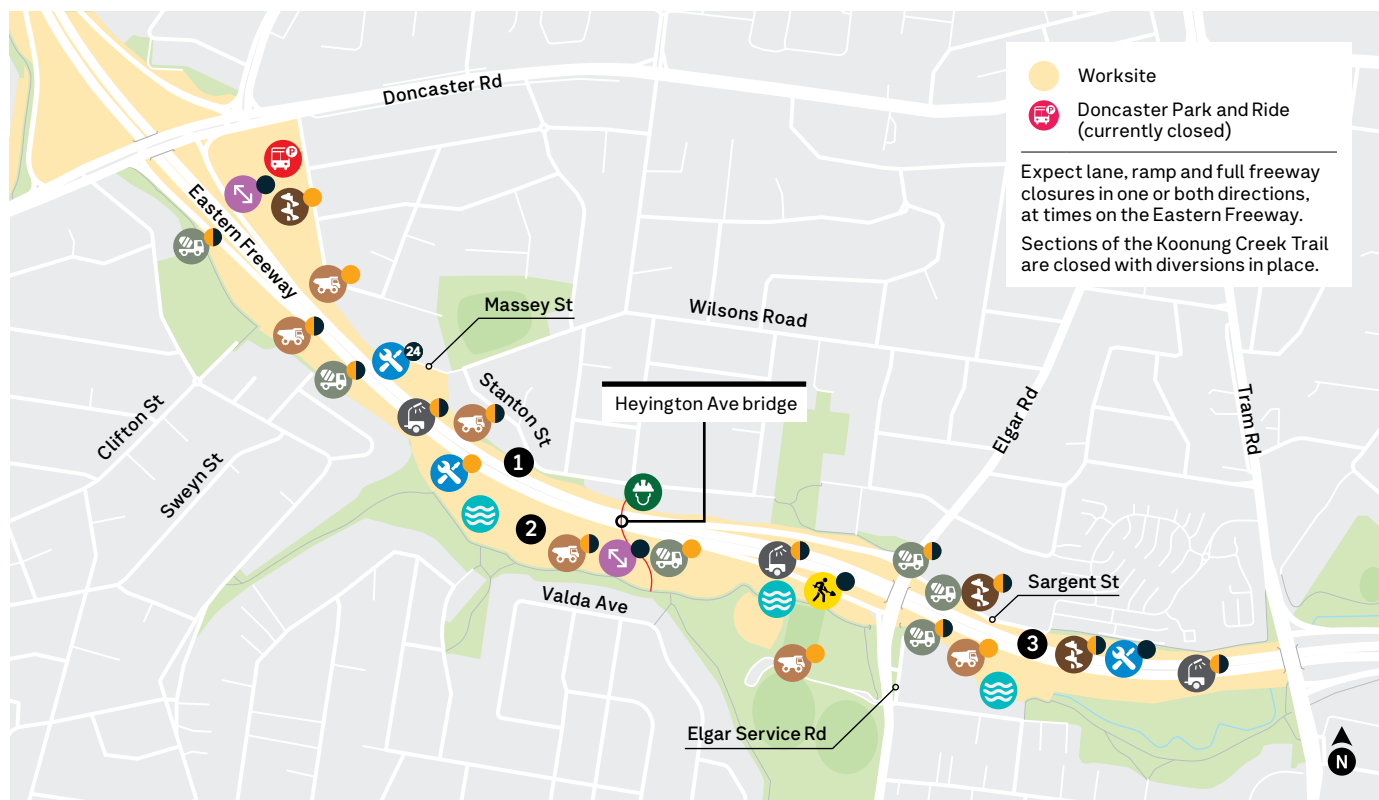 Doncaster Rd
Worksite
Doncaster Park and Ride
(currently closed)
Expect lane, ramp and full freeway
closures in one or both directions,
at times on the Eastern Freeway.
Sections of the Koonung Creek Trail
are closed with diversions in place.
P
Eastern Freeway
Massey St
Wilsons Road
24
Stanton St
Heyington Ave bridge
Clifton St
Sweyn St
Elgar Rd
Tram Rd
1
2
Valda Ave
Sargent St
3
Elgar Service Rd
N